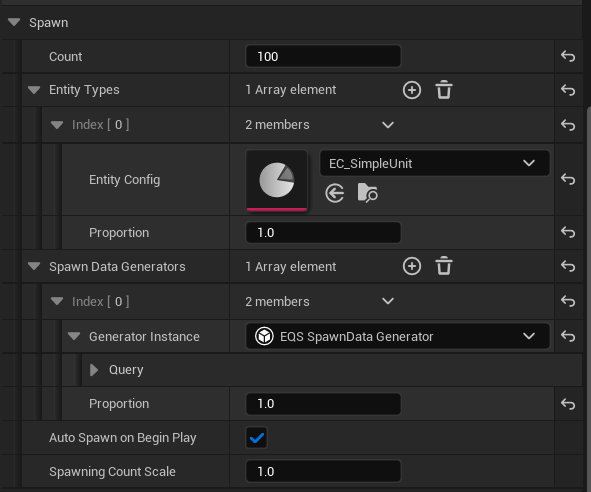 Spawn
Count 100
Entity Types 1 Array element
Index [ 0 ] 2 members
EC_SimpleUnit
Entity Config
Proportion 1.0
Spawn Data Generators 1 Array element
Index [ 0 ] 2 members
Generator Instance EQS SpawnData Generator
Query
Proportion 1.0
Auto Spawn on Begin Play
Spawning Count Scale 1.0